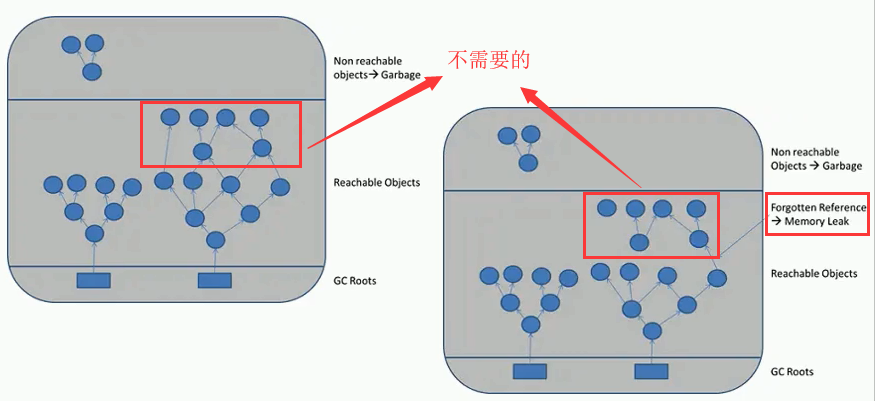 Non reachable
objects→ Garbage
不需要的
Reachable Objects
GC Roots
Non reachable
Objects → Garbage
Forgotten Reference
→ Memory Leak
Reachable Objects
GC Roots